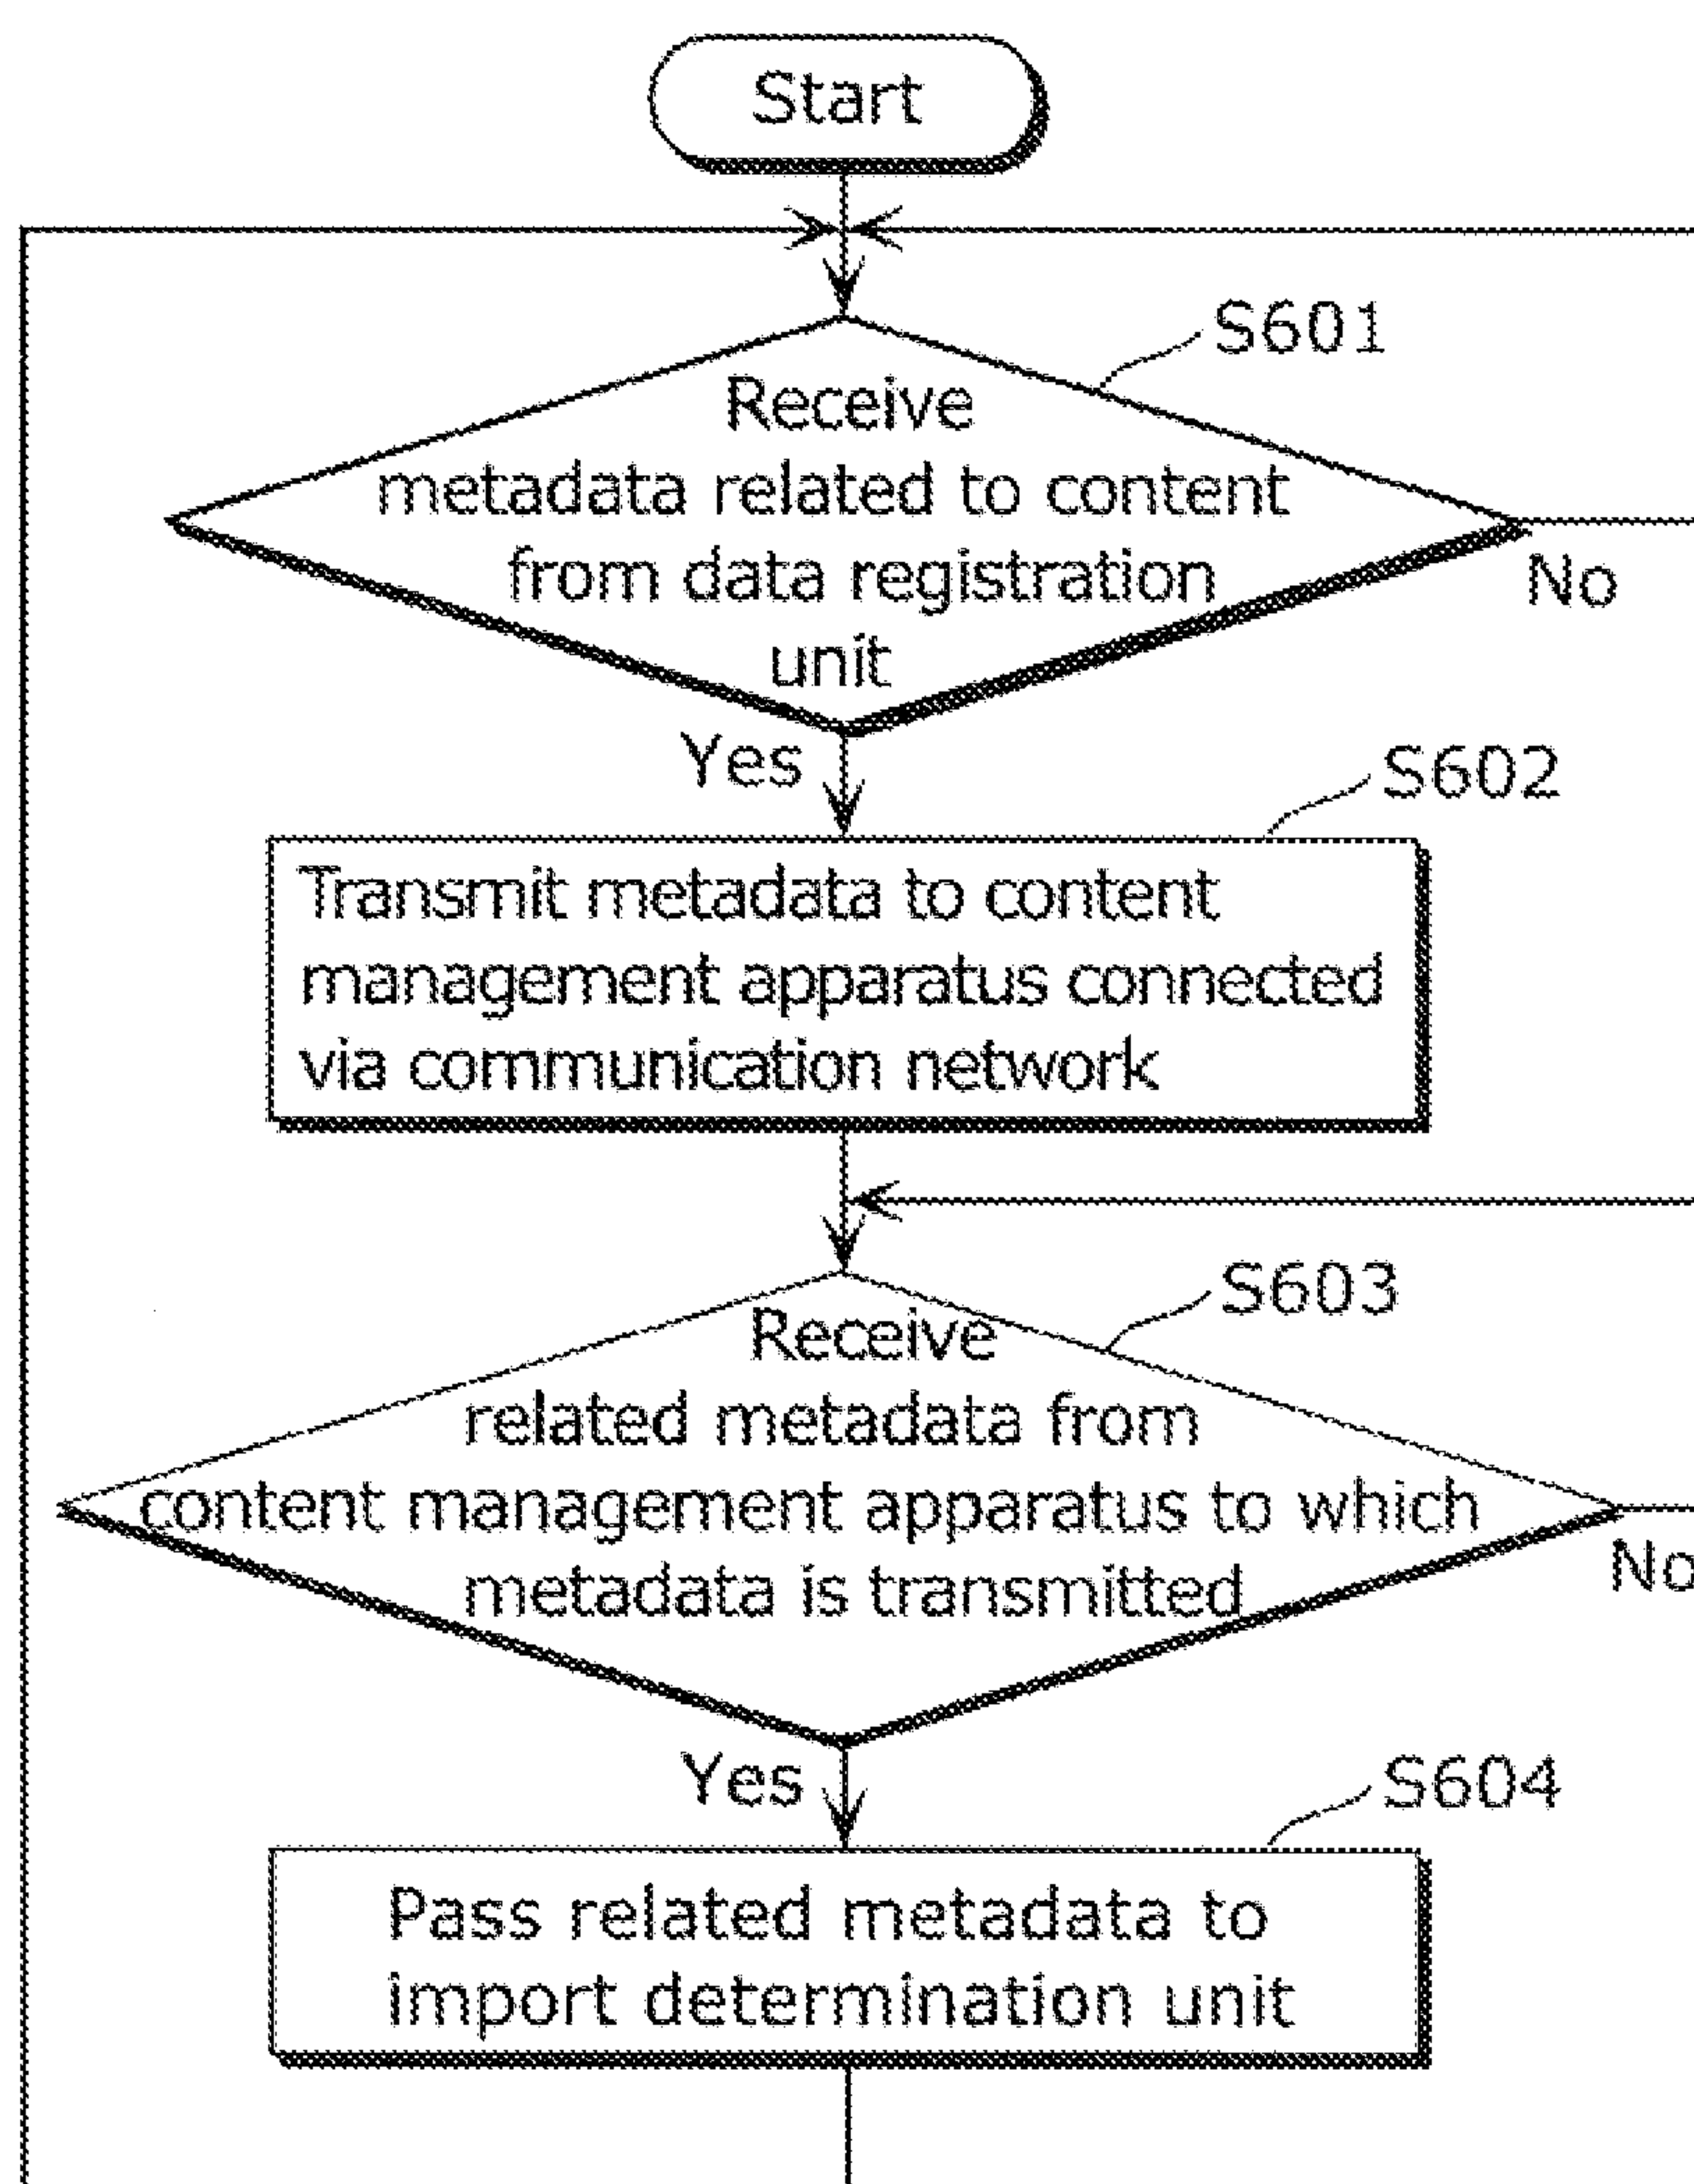 Start
S601
Receive
metadata related to content
from data registration
unit
No
Yes
S602
Transmit metadata to content
management apparatus connected
via communication network
S603
Receive
related metadata from
content management apparatus to which
metadata is transmitted
No
Yes
S604
Pass related metadata to
import determination unit